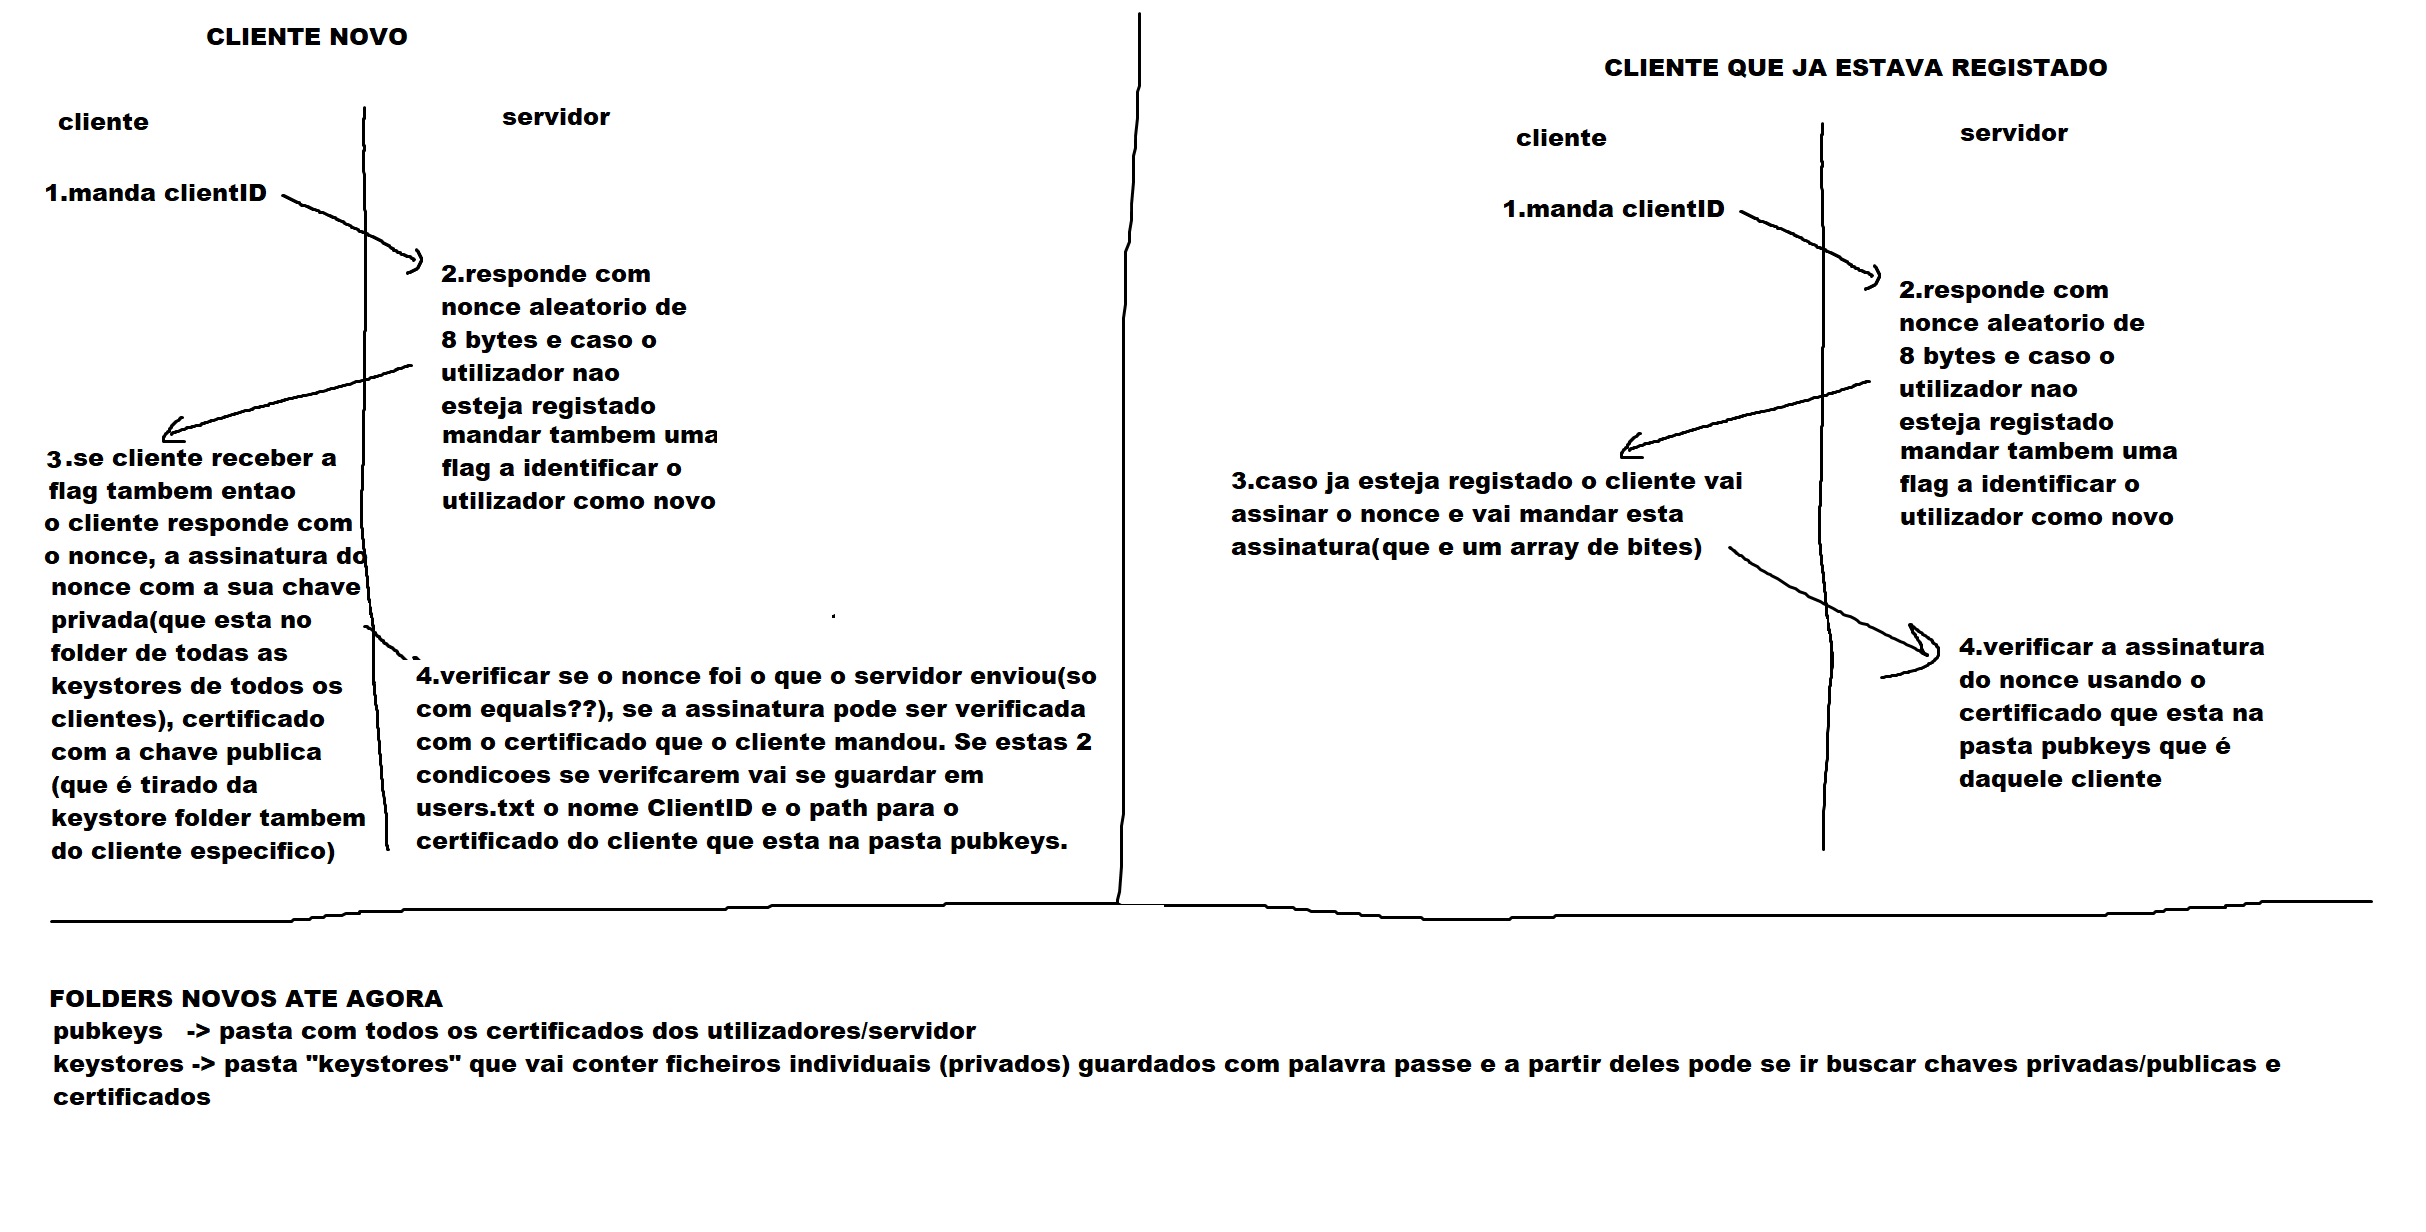 CLIENTE NOVO
cliente
servidor
1.manda clientID
2.responde com
nonce aleatorio de
8 bytes e caso o
utilizador nao
esteja registado
mandar tambem uma
flag a identificar o
utilizador como novo
3.se cliente receber a
flag tambem entao
o cliente responde com
o nonce, a assinatura do
nonce com a sua chave
privada(que esta no
folder de todas as
keystores de todos os
clientes), certificado
com a chave publica
(que é tirado da
keystore folder tambem
do cliente especifico)
4.verificar se o nonce foi o que o servidor enviou(so
com equals??), se a assinatura pode ser verificada
com o certificado que o cliente mandou. Se estas 2
condicoes se verifcarem vai se guardar em
users.txt o nome ClientID e o path para o
certificado do cliente que esta na pasta pubkeys.
CLIENTE QUE JA ESTAVA REGISTADO
cliente
servidor
1.manda clientID
2.responde com
nonce aleatorio de
8 bytes e caso o
utilizador nao
esteja registado
mandar tambem uma
flag a identificar o
utilizador como novo
3.caso ja esteja registado o cliente vai
assinar o nonce e vai mandar esta
assinatura(que e um array de bites)
4.verificar a assinatura
do nonce usando o
certificado que esta na
pasta pubkeys que é
daquele cliente
FOLDERS NOVOS ATE AGORA
pubkeys -> pasta com todos os certificados dos utilizadores/servidor
keystores -> pasta "keystores" que vai conter ficheiros individuais (privados) guardados com palavra passe e a partir deles pode se ir buscar chaves privadas/publicas e
certificados